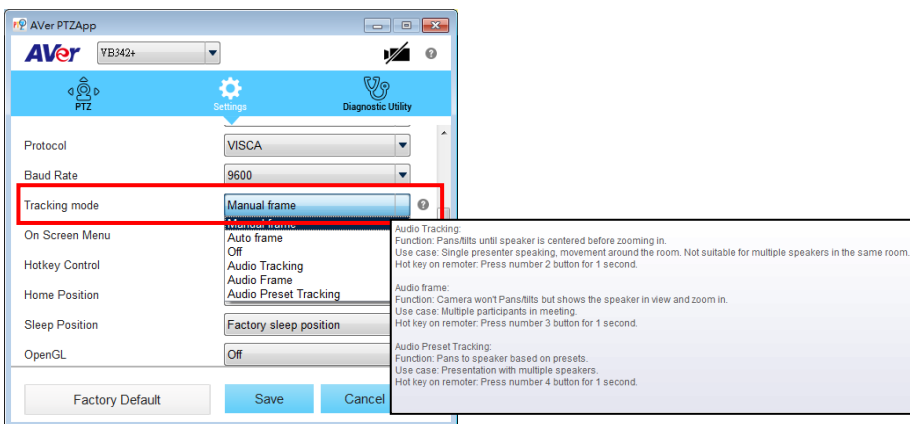 AVer PTZApp
AVer VB342+
PTZ Settings Diagnostic Utility
Protocol VISCA
Baud Rate 9600
Tracking mode Manual frame
Manual frame
On Screen Menu Auto frame
Off
Hotkey Control Audio Tracking
Audio Frame
Home Position Audio Preset Tracking
Sleep Position Factory sleep position
OpenGL Off
Factory Default Save Cancel
Audio Tracking:
Function: Pans/tilts until speaker is centered before zooming in.
Use case: Single presenter speaking, movement around the room. Not suitable for multiple speakers in the same room.
Hot key on remoter: Press number 2 button for 1 second.
Audio frame:
Function: Camera won't Pans/tilts but shows the speaker in view and zoom in.
Use case: Multiple participants in meeting.
Hot key on remoter: Press number 3 button for 1 second.
Audio Preset Tracking:
Function: Pans to speaker based on presets.
Use case: Presentation with multiple speakers.
Hot key on remoter: Press number 4 button for 1 second.